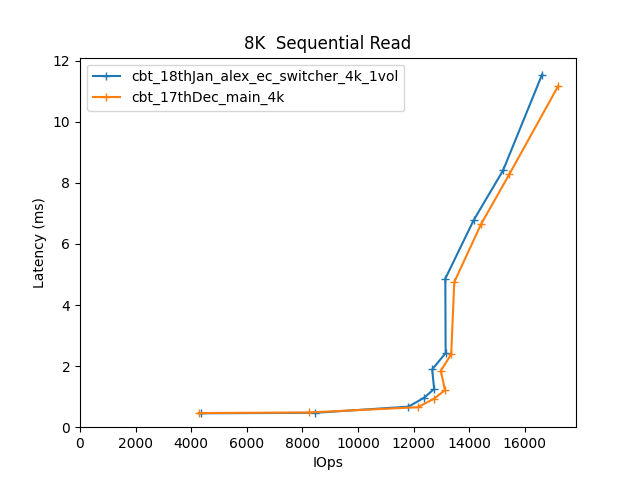 8K  Sequential Read
cbt_18thJan_alex_ec_switcher_4k_1vol
cbt_17thDec_main_4k
Latency (ms)
12
10
8
6
4
2
0
0 2000 4000 6000 8000 10000 12000 14000 16000
IOps